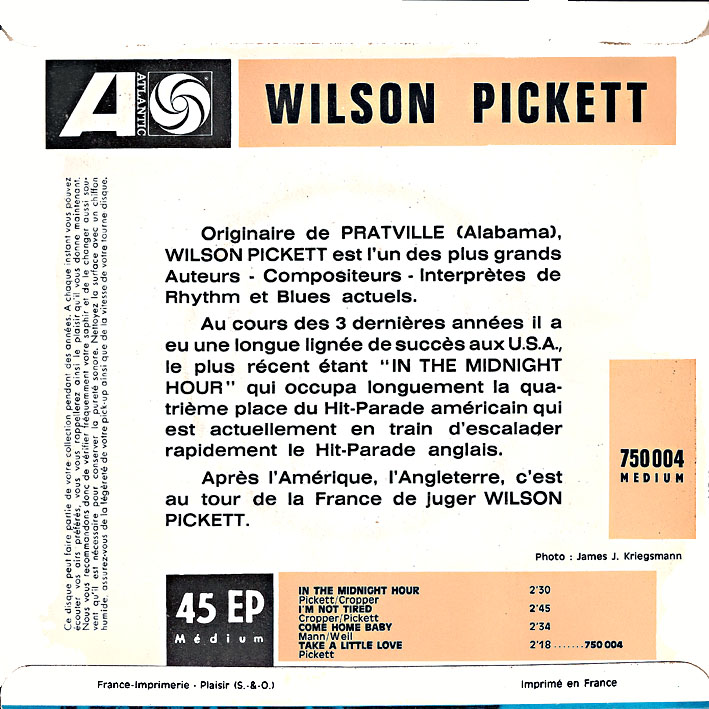 ATLANTIC
WILSON PICKETT
Originaire de PRATVILLE (Alabama),
WILSON PICKETT est l'un des plus grands
Auteurs - Compositeurs - Interprètes de
Rhythm et Blues actuels.
Au cours des 3 dernières années il a
eu une longue lignée de succès aux U.S.A.,
le plus récent étant "IN THE MIDNIGHT
HOUR" qui occupa longuement la qua-
trième place du Hit-Parade américain qui
est actuellement en train d'escalader
rapidement le Hit-Parade anglais.
Après l'Amérique, l'Angleterre, c'est
au tour de la France de juger WILSON
PICKETT.
Ce disque peut faire partie de votre collection pendant des années. A chaque instant vous pouvez
écouter vos airs préférés, vous vous rappellerez ainsi le plaisir qu'il vous donne maintenant.
Nous vous recommandons donc de vérifier fréquemment votre saphir et de le changer aussi sou-
vent qu'il est nécessaire pour conserver la pureté sonore. Nettoyez la surface avec un chiffon
humide, assurez-vous de la légéreté de votre pick-up ainsi que de la vitesse de votre tourne disque.
750 004
MEDIUM
Photo : James J. Kriegsmann
45 EP
Médium
IN THE MIDNIGHT HOUR 2'30
Pickett/Cropper
I'M NOT TIRED 2'45
Cropper/Pickett
COME HOME BABY 2'34
Mann/Weil
TAKE A LITTLE LOVE 2'18 ....... 750 004
Pickett
France-Imprimerie - Plaisir (S.-&-O.)
Imprimé en France